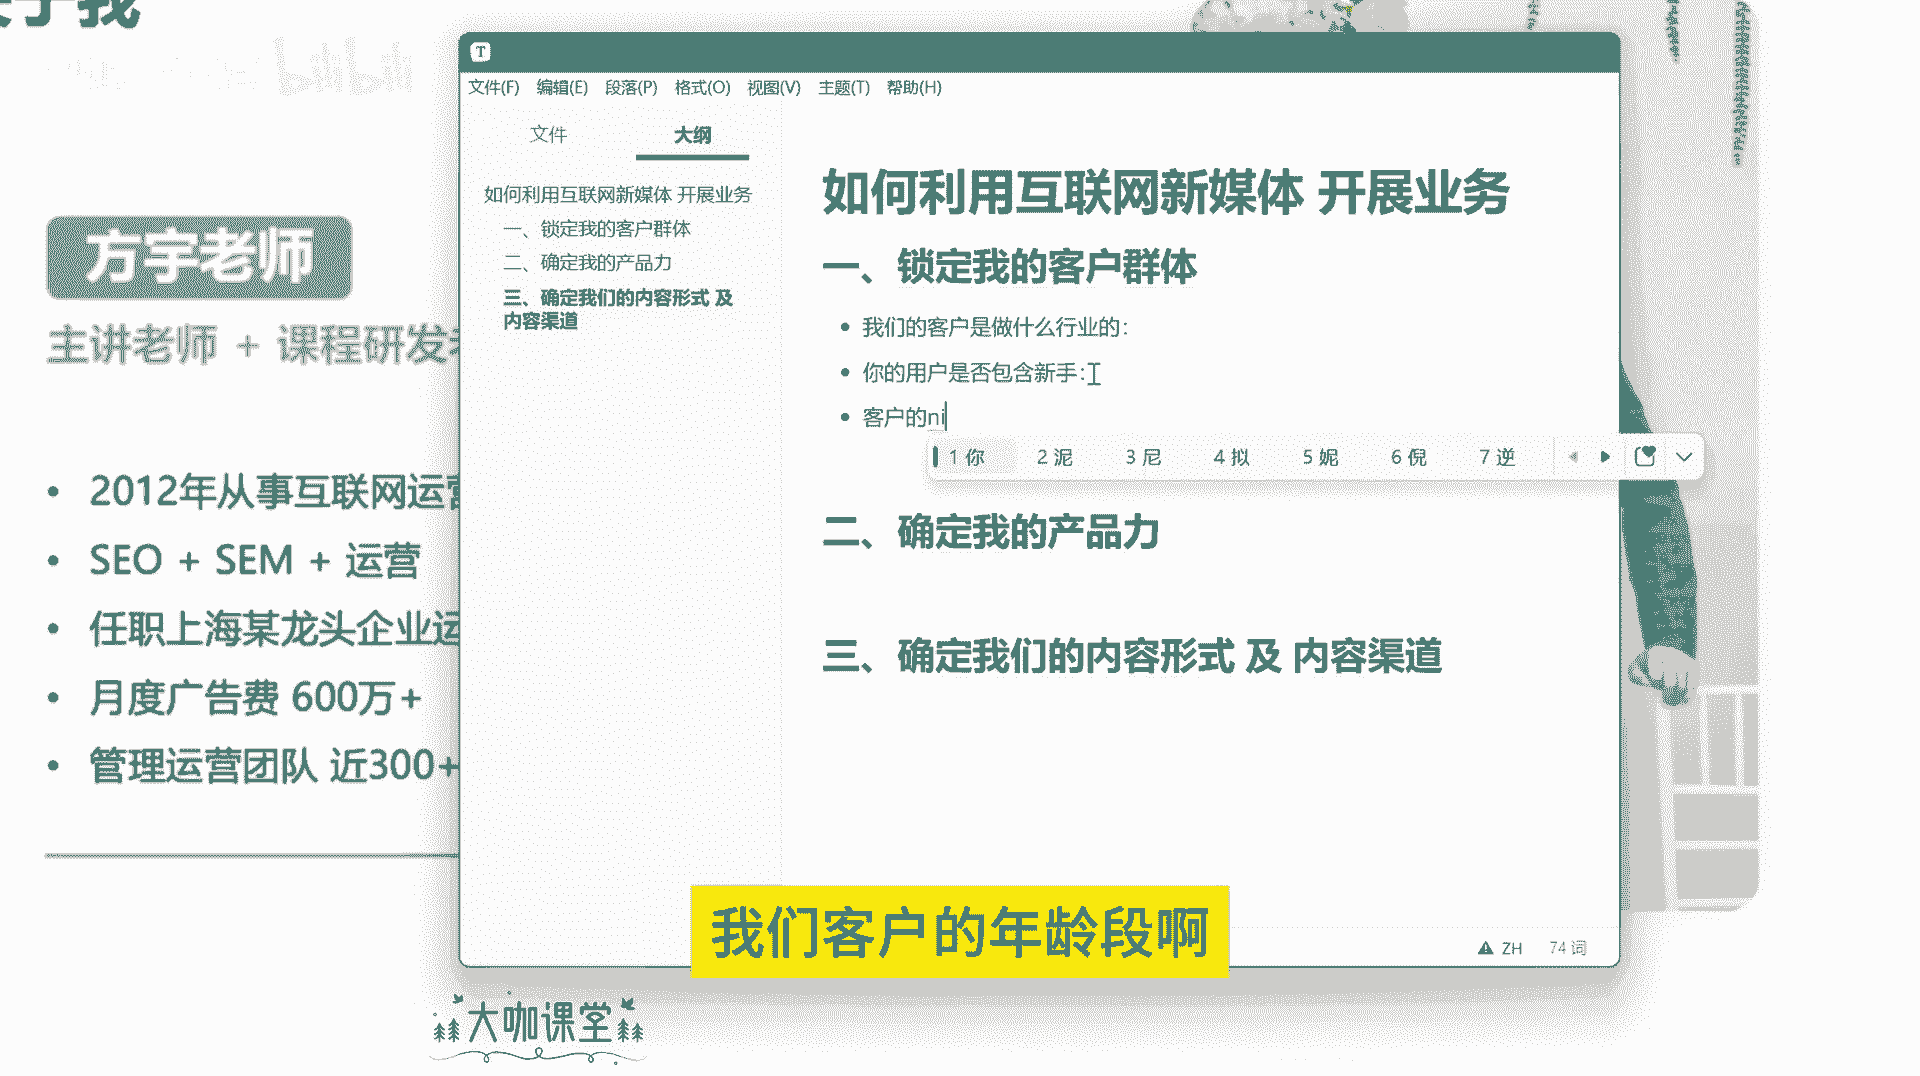 bilibili
方宇老师
主讲老师 + 课程研发
2012年从事互联网运营
SEO + SEM + 运营
任职上海某龙头企业运
月度广告费 600万+
管理运营团队 近300+
T
文件(F) 编辑(E) 段落(P) 格式(O) 视图(V) 主题(T) 帮助(H)
文件 大纲
如何利用互联网新媒体 开展业务
一、锁定我的客户群体
二、确定我的产品力
三、确定我们的内容形式 及
内容渠道
如何利用互联网新媒体 开展业务
一、锁定我的客户群体
我们的客户是做什么行业的：
你的用户是否包含新手：
客户的ni
1 你 2 泥 3 尼 4 拟 5 妮 6 倪 7 逆
二、确定我的产品力
三、确定我们的内容形式 及 内容渠道
ZH 74 词
我们客户的年龄段啊
大咖课堂